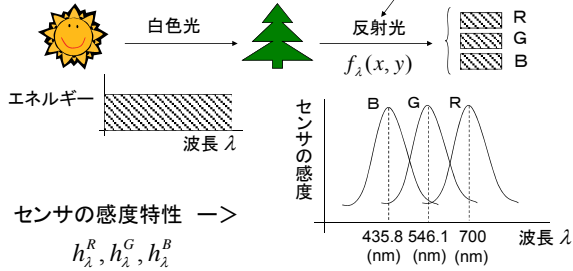 白色光
反射光
f_λ(x, y)
R
G
B
エネルギー
波長 λ
センサの感度
B G R
435.8 546.1 700 波長 λ
(nm) (nm) (nm)
センサの感度特性 ー>
h_λ^R, h_λ^G, h_λ^B